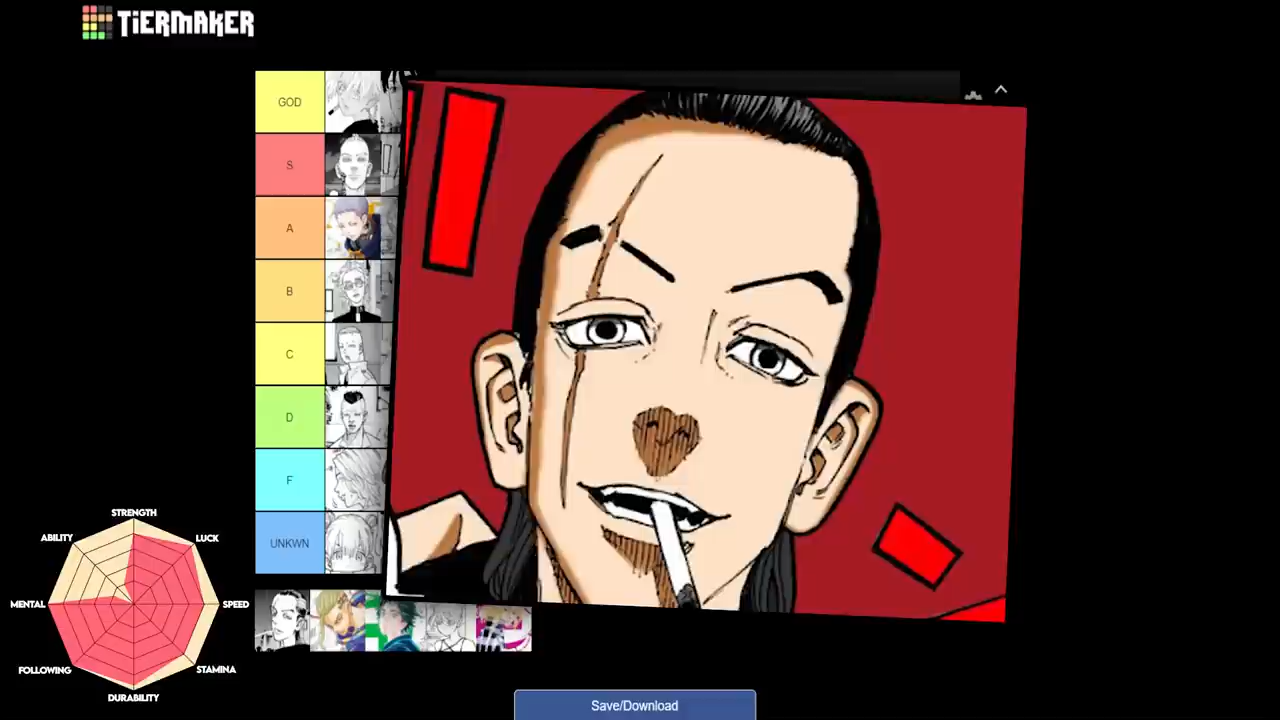 TIERMAKER
GOD
S
A
B
C
D
F
UNKWN
STRENGTH
ABILITY
LUCK
MENTAL
SPEED
FOLLOWING
STAMINA
DURABILITY
Save/Download